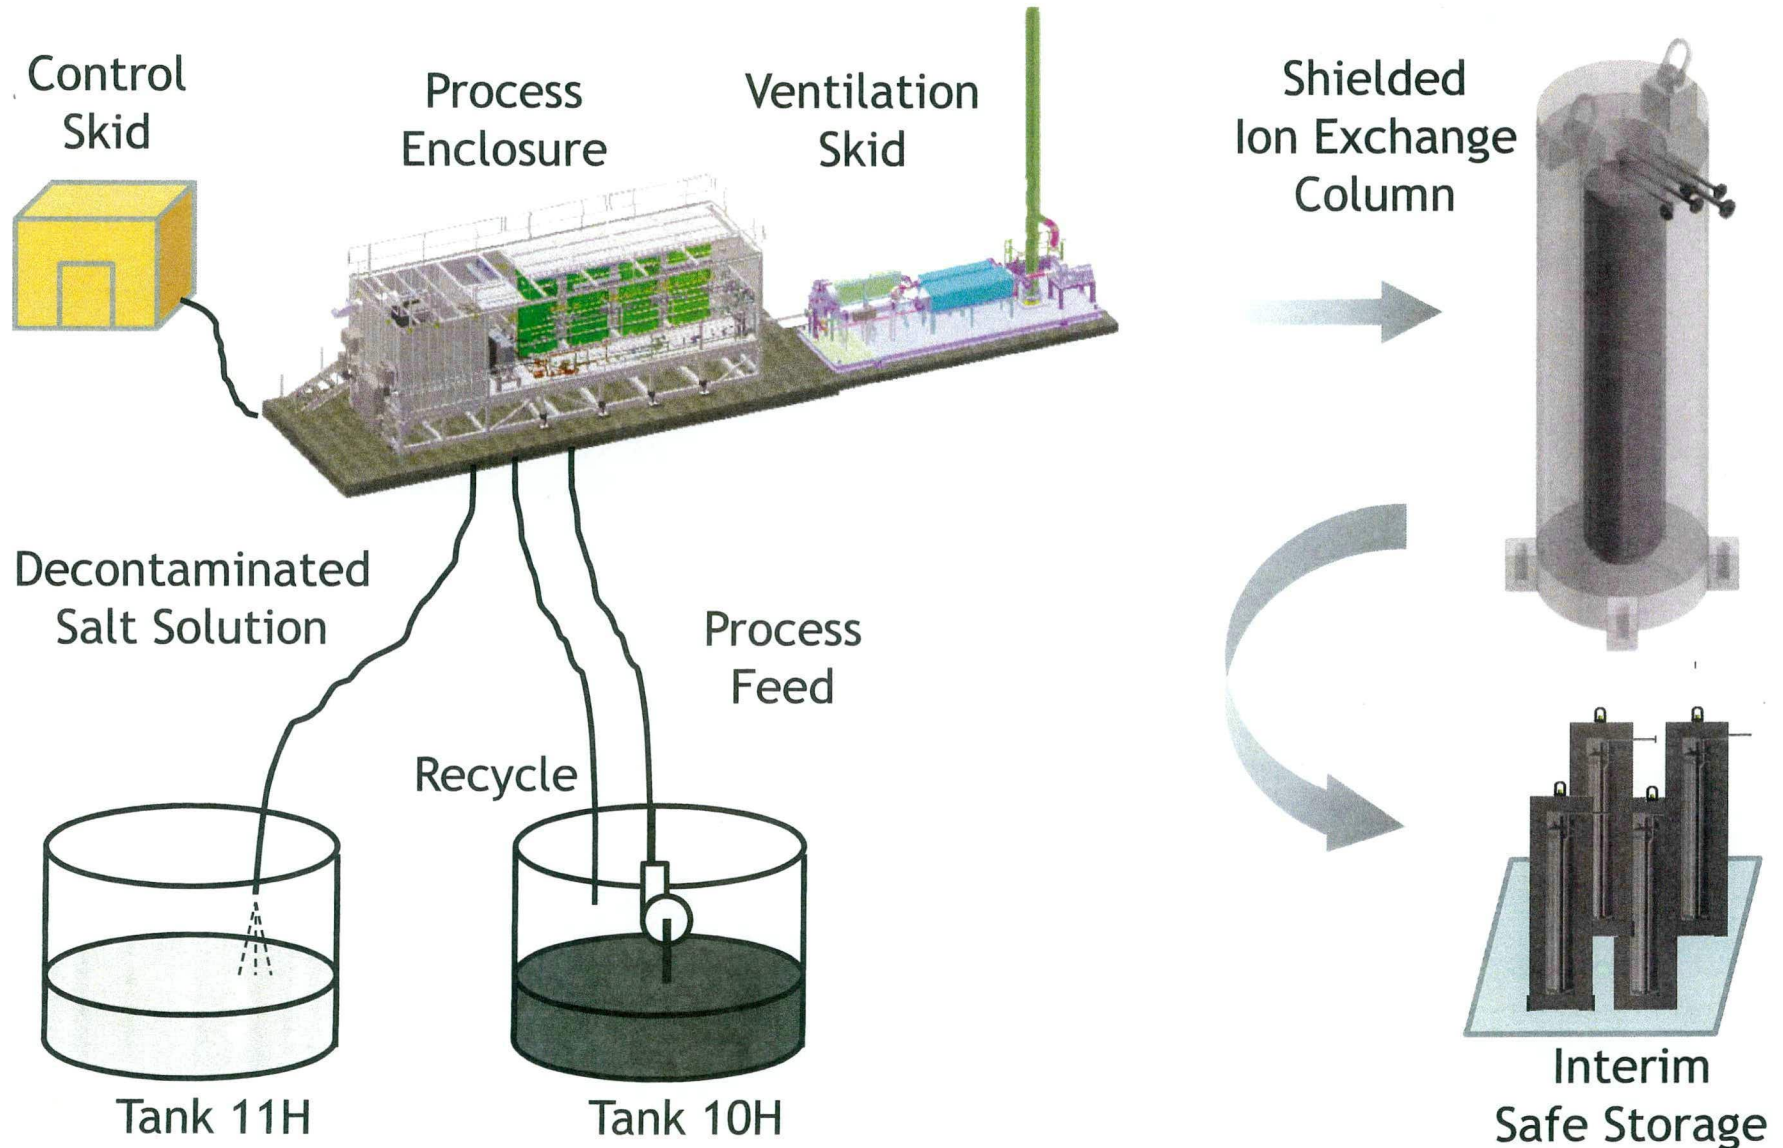 Control
Skid
Process
Enclosure
Ventilation
Skid
Shielded
Ion Exchange
Column
Decontaminated
Salt Solution
Process
Feed
Recycle
Tank 11H
Tank 10H
Interim
Safe Storage